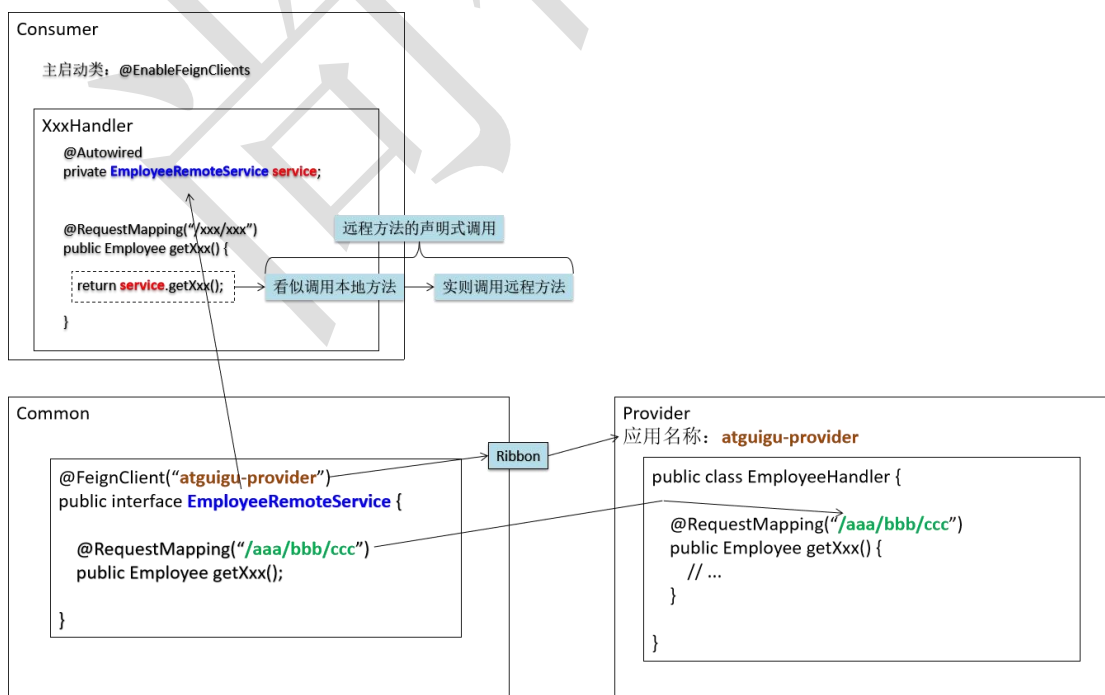 Consumer
主启动类：@EnableFeignClients
XxxHandler
@Autowired
private EmployeeRemoteService service;
@RequestMapping(“/xxx/xxx”)
public Employee getXxx() {
return service.getXxx();
}
远程方法的声明式调用
看似调用本地方法
实则调用远程方法
Common
@FeignClient(“atguigu-provider”)
public interface EmployeeRemoteService {
@RequestMapping(“/aaa/bbb/ccc”)
public Employee getXxx();
}
Ribbon
Provider
应用名称：atguigu-provider
public class EmployeeHandler {
@RequestMapping(“/aaa/bbb/ccc”)
public Employee getXxx() {
// ...
}
}